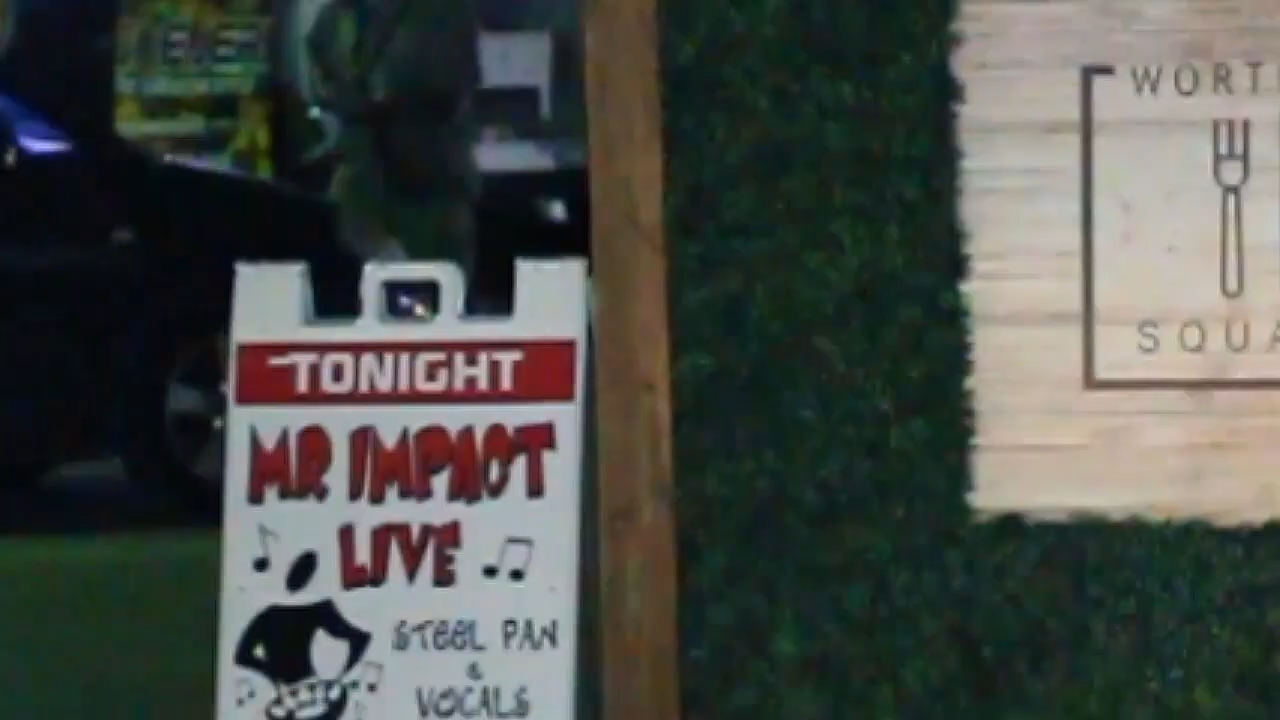 TONIGHT
MR. IMPACT
LIVE
STEEL PAN
&
VOCALS
WORT
SQUA